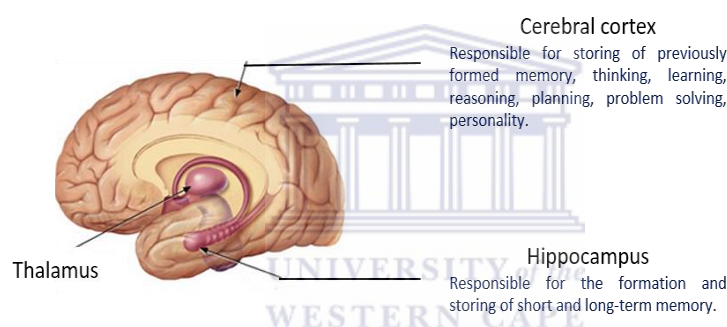 Cerebral cortex
Responsible for storing of previously
formed memory, thinking, learning,
reasoning, planning, problem solving,
personality.
Thalamus
Hippocampus
Responsible for the formation and
storing of short and long-term memory.
UNIVERSITY of the
WESTERN CAPE